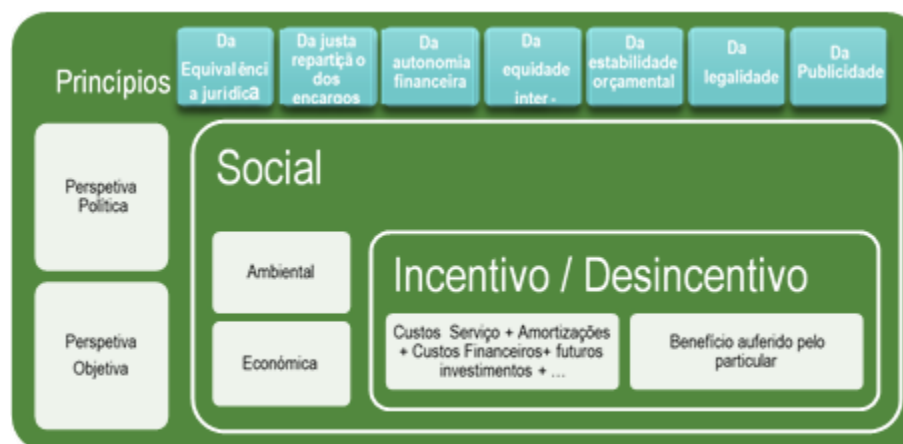 Princípios
Da
Equivalênci
a juridica
Da justa
repartiçã o
dos
encargos
Da
autonomia
financeira
Da
equidade
inter -
Da
estabilidade
orçamental
Da
legalidade
Da
Publicidade
Perspetiva
Política
Perspetiva
Objetiva
Social
Ambiental
Económica
Incentivo / Desincentivo
Custos Serviço + Amortizações
+ Custos Financeiros+ futuros
investimentos + ...
Benefício auferido pelo
particular